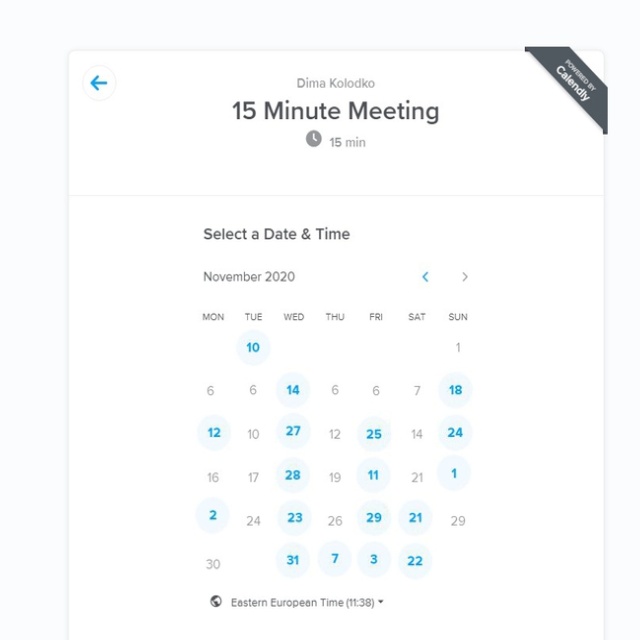 POWERED BY
Calendly
Dima Kolodko
15 Minute Meeting
15 min
Select a Date & Time
November 2020
MON TUE WED THU FRI SAT SUN
10 1
6 6 14 6 6 7 18
12 10 27 12 25 14 24
16 17 28 19 11 21 1
2 24 23 26 29 21 29
30 31 7 3 22
Eastern European Time (11:38)